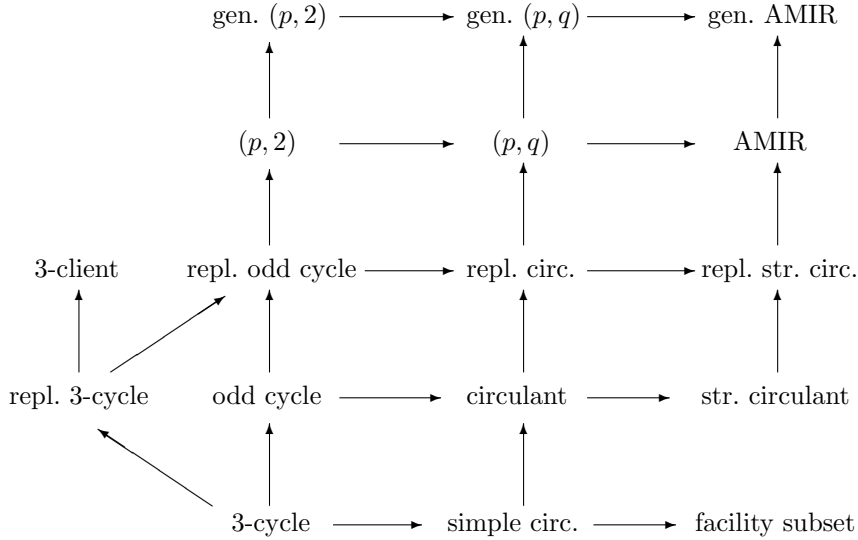 gen. (p, 2) gen. (p, q) gen. AMIR
(p, 2) (p, q) AMIR
3-client repl. odd cycle repl. circ. repl. str. circ.
repl. 3-cycle odd cycle circulant str. circulant
3-cycle simple circ. facility subset